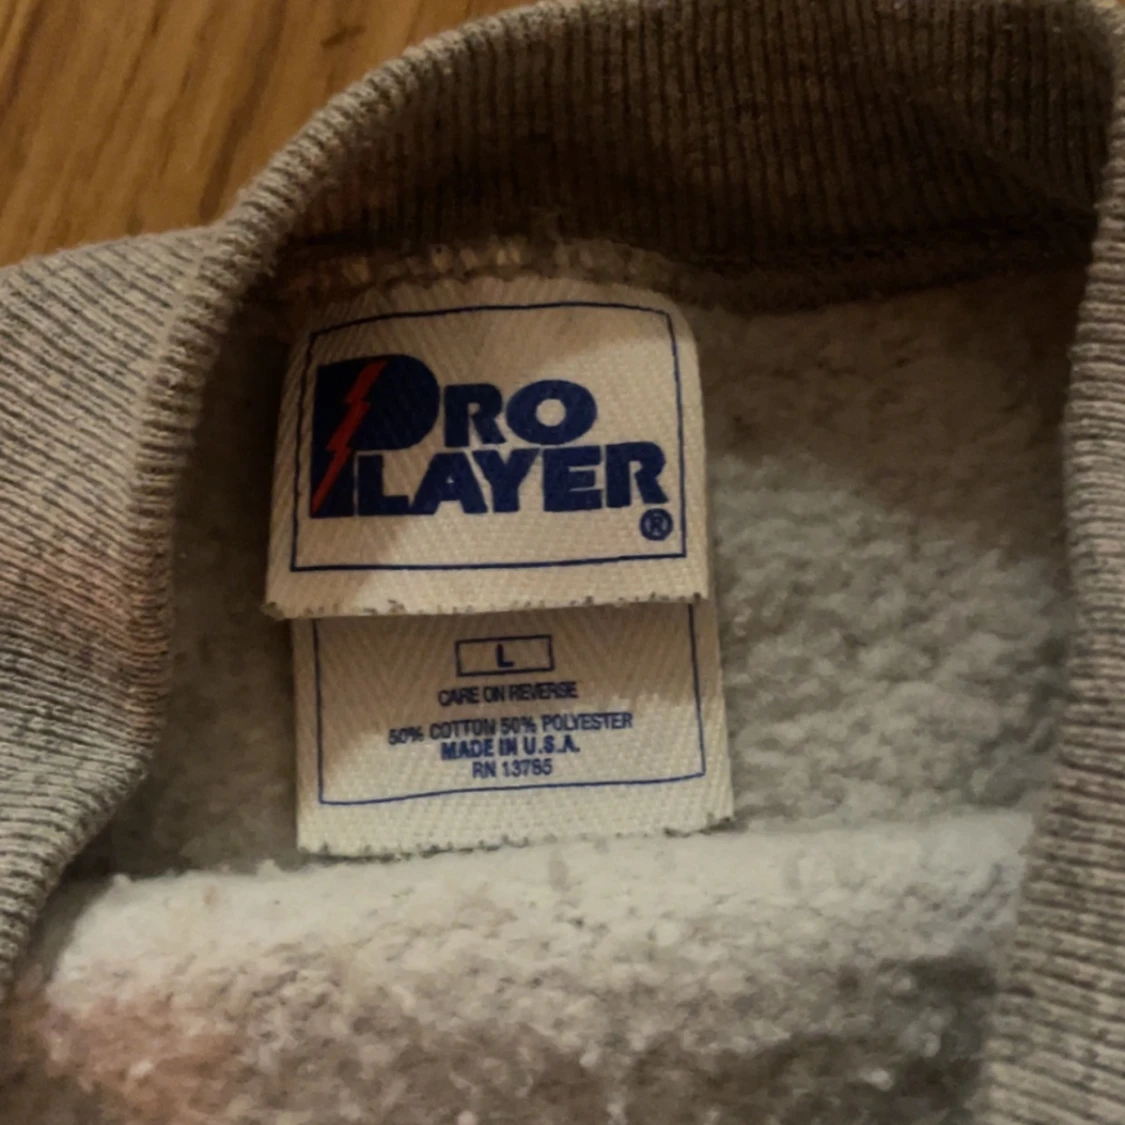 PRO
PLAYER
®
L
CARE ON REVERSE
50% COTTON 50% POLYESTER
MADE IN U.S.A.
RN 13765